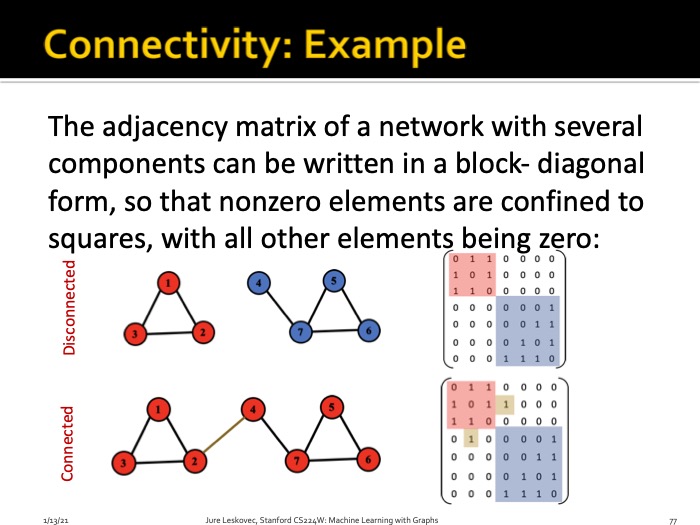 Connectivity: Example
The adjacency matrix of a network with several
components can be written in a block- diagonal
form, so that nonzero elements are confined to
squares, with all other elements being zero:
Disconnected
1
3
2
4
5
7
6
0 1 1 0 0 0 0
1 0 1 0 0 0 0
1 1 0 0 0 0 0
0 0 0 0 0 0 1
0 0 0 0 0 1 1
0 0 0 0 1 0 1
0 0 0 1 1 1 0
Connected
1
3
2
4
5
7
6
0 1 1 0 0 0 0
1 0 1 1 0 0 0
1 1 0 0 0 0 0
0 1 0 0 0 0 1
0 0 0 0 0 1 1
0 0 0 0 1 0 1
0 0 0 1 1 1 0
1/13/21 Jure Leskovec, Stanford CS224W: Machine Learning with Graphs 77